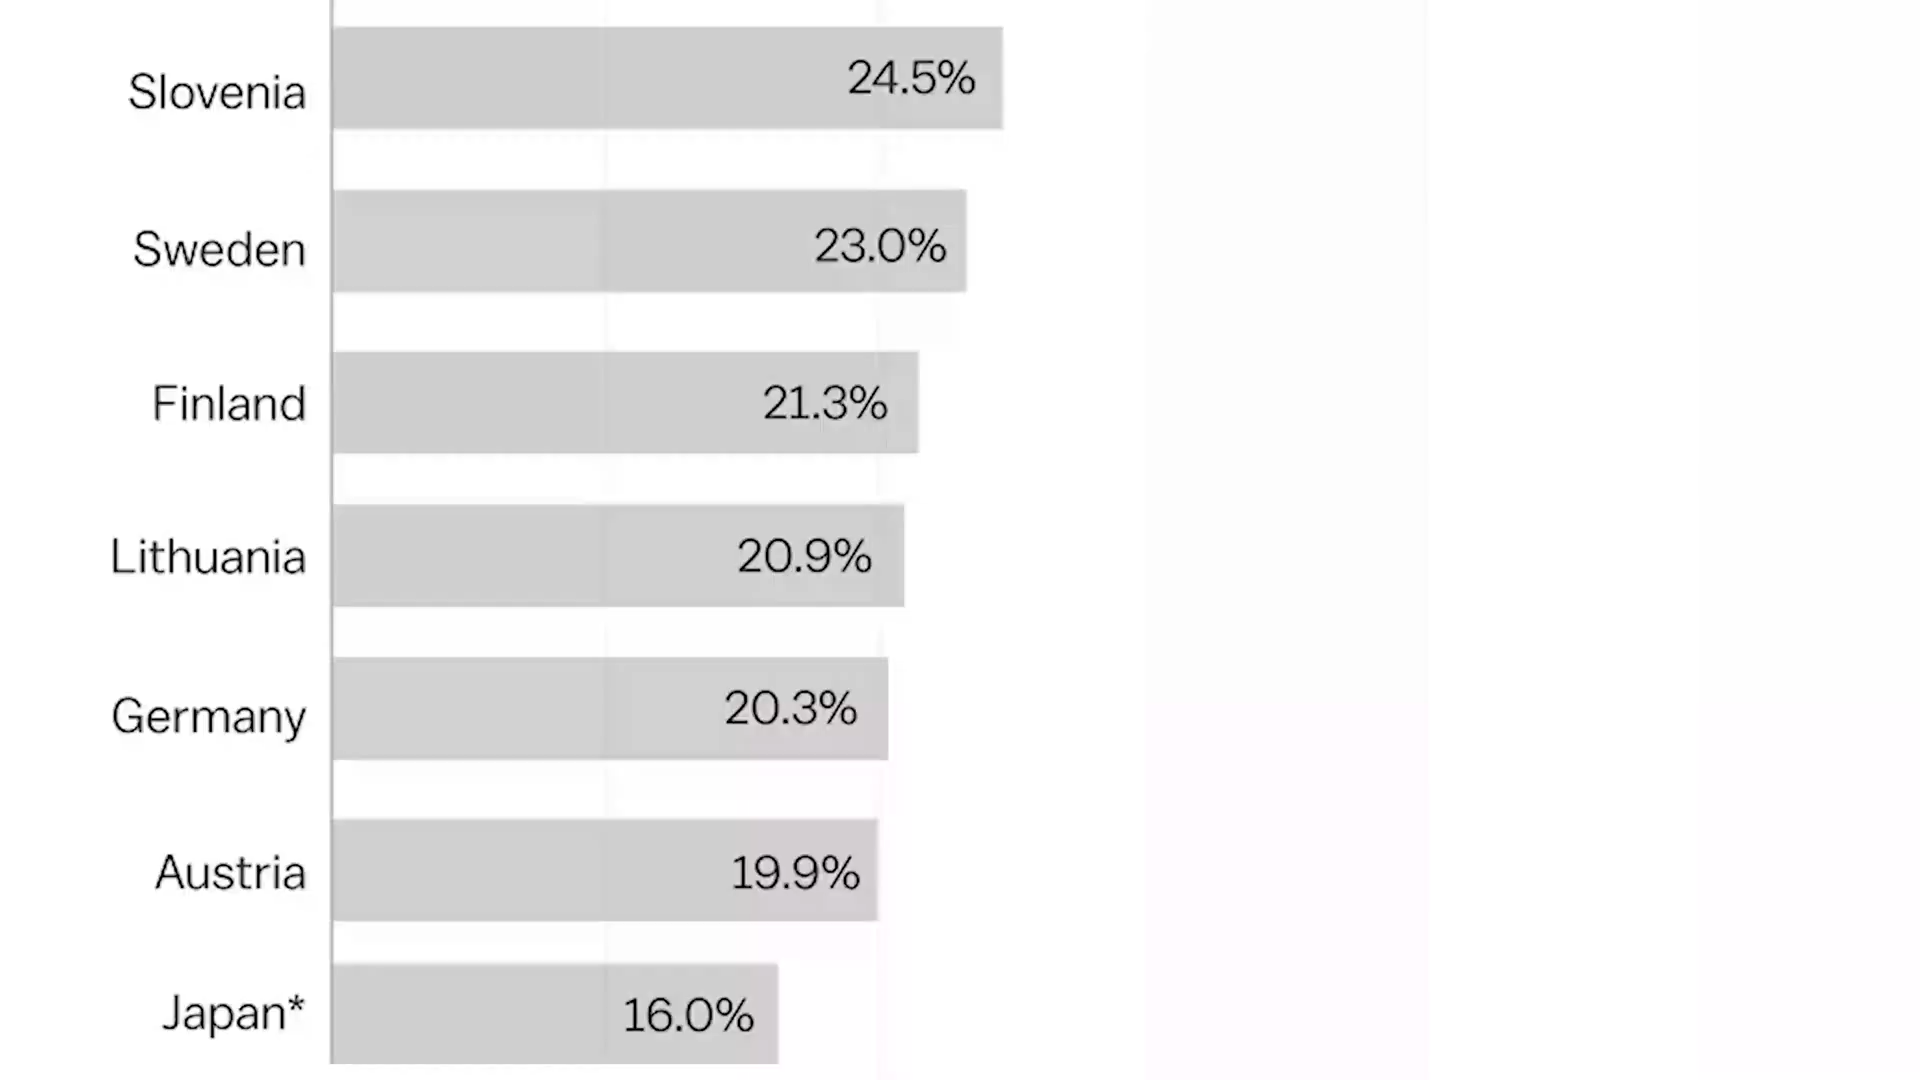 Slovenia 24.5%
Sweden 23.0%
Finland 21.3%
Lithuania 20.9%
Germany 20.3%
Austria 19.9%
Japan* 16.0%